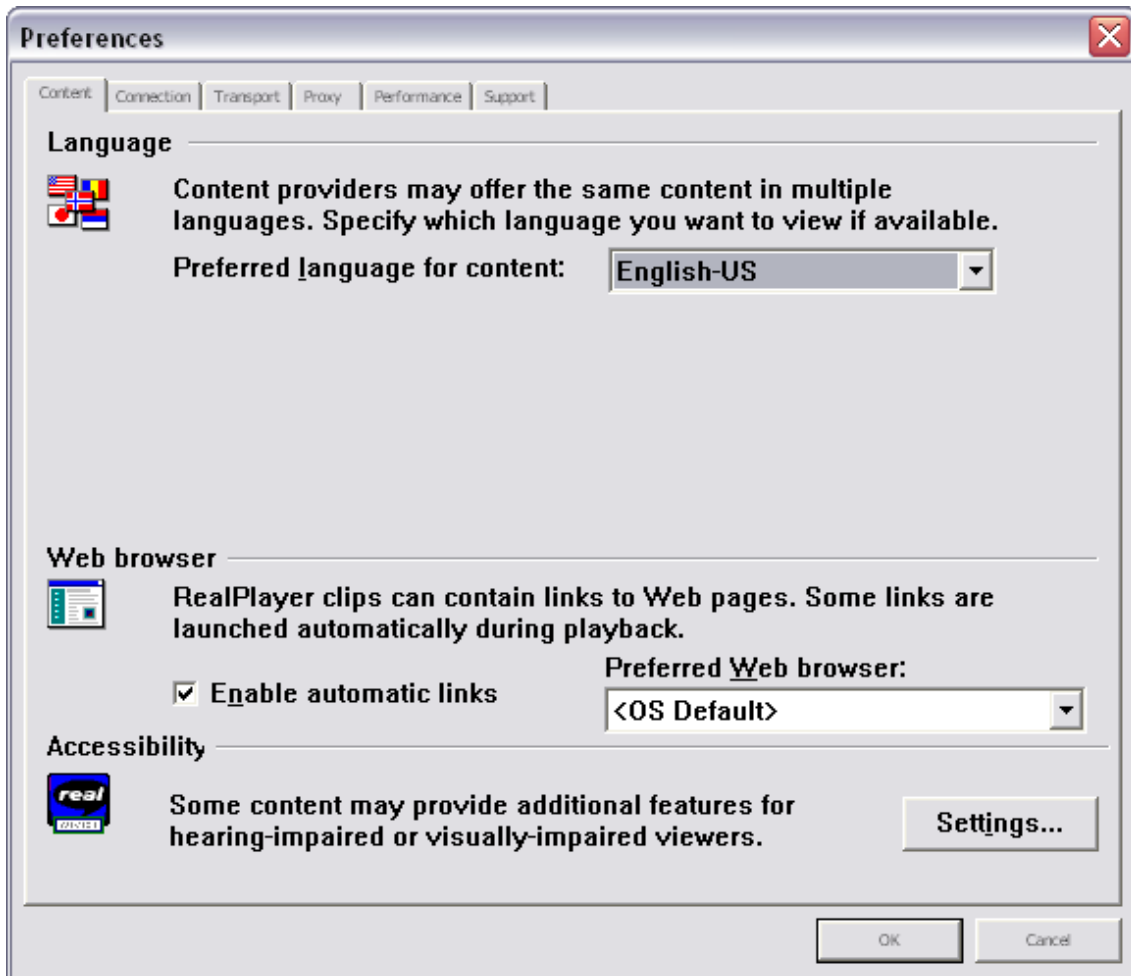 Preferences
Content Connection Transport Proxy Performance Support
Language
Content providers may offer the same content in multiple
languages. Specify which language you want to view if available.
Preferred language for content: English-US
Web browser
RealPlayer clips can contain links to Web pages. Some links are
launched automatically during playback.
Preferred Web browser:
Enable automatic links
<OS Default>
Accessibility
real
Some content may provide additional features for
hearing-impaired or visually-impaired viewers.
Settings...
OK Cancel